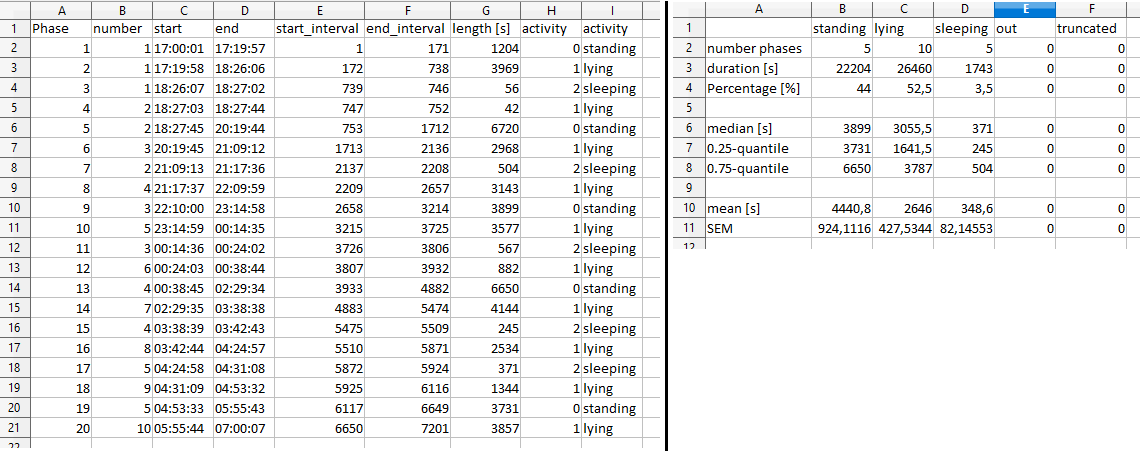 A B C D E F G H I
1 Phase number start end start_interval end_interval length [s] activity activity
2 1 1 17:00:01 17:19:57 1 171 1204 0 standing
3 2 1 17:19:58 18:26:06 172 738 3969 1 lying
4 3 1 18:26:07 18:27:02 739 746 56 2 sleeping
5 4 2 18:27:03 18:27:44 747 752 42 1 lying
6 5 2 18:27:45 20:19:44 753 1712 6720 0 standing
7 6 3 20:19:45 21:09:12 1713 2136 2968 1 lying
8 7 2 21:09:13 21:17:36 2137 2208 504 2 sleeping
9 8 4 21:17:37 22:09:59 2209 2657 3143 1 lying
10 9 3 22:10:00 23:14:58 2658 3214 3899 0 standing
11 10 5 23:14:59 00:14:35 3215 3725 3577 1 lying
12 11 3 00:14:36 00:24:02 3726 3806 567 2 sleeping
13 12 6 00:24:03 00:38:44 3807 3932 882 1 lying
14 13 4 00:38:45 02:29:34 3933 4882 6650 0 standing
15 14 7 02:29:35 03:38:38 4883 5474 4144 1 lying
16 15 4 03:38:39 03:42:43 5475 5509 245 2 sleeping
17 16 8 03:42:44 04:24:57 5510 5871 2534 1 lying
18 17 5 04:24:58 04:31:08 5872 5924 371 2 sleeping
19 18 9 04:31:09 04:53:32 5925 6116 1344 1 lying
20 19 5 04:53:33 05:55:43 6117 6649 3731 0 standing
21 20 10 05:55:44 07:00:07 6650 7201 3857 1 lying
22
A B C D E F
1 standing lying sleeping out truncated
2 number phases 5 10 5 0 0
3 duration [s] 22204 26460 1743 0 0
4 Percentage [%] 44 52,5 3,5 0 0
5
6 median [s] 3899 3055,5 371 0 0
7 0.25-quantile 3731 1641,5 245 0 0
8 0.75-quantile 6650 3787 504 0 0
9
10 mean [s] 4440,8 2646 348,6 0 0
11 SEM 924,1116 427,5344 82,14553 0 0
12